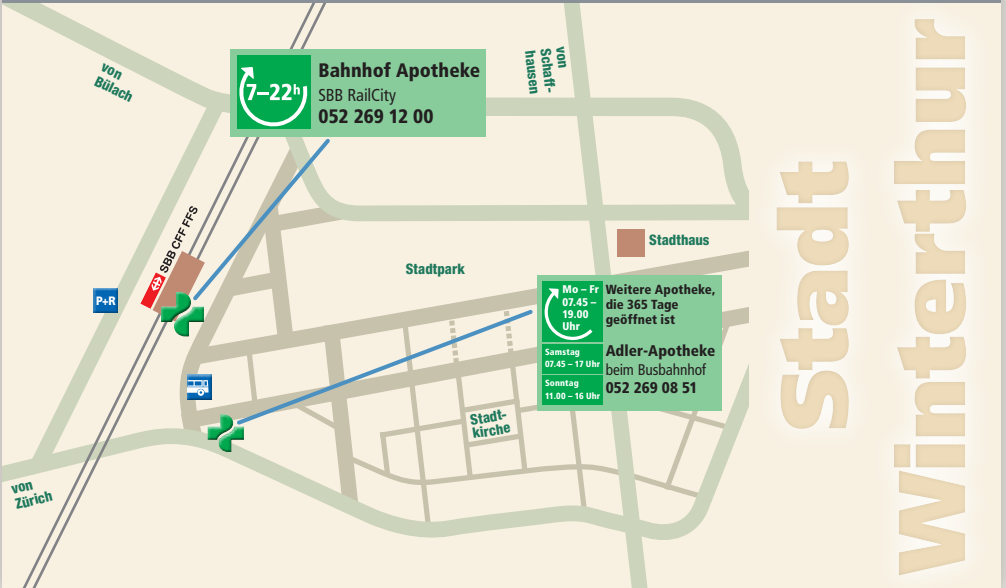 von
Bülach
7–22h
Bahnhof Apotheke
SBB RailCity
052 269 12 00
von
Schaff-
hausen
SBB CFF FFS
P+R
Stadtpark
Stadthaus
Mo – Fr
07.45 –
19.00
Uhr
Weitere Apotheke,
die 365 Tage
geöffnet ist
Samstag
07.45 – 17 Uhr
Sonntag
11.00 – 16 Uhr
Adler-Apotheke
beim Busbahnhof
052 269 08 51
Stadt-
kirche
von
Zürich
Stadt
Winterthur